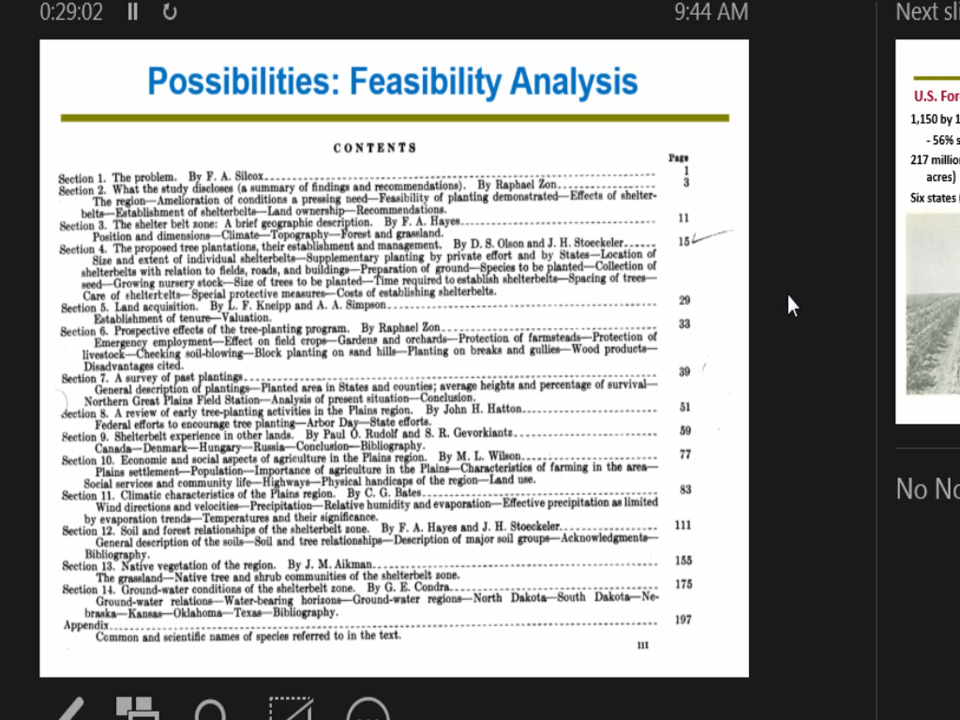 0:29:02
9:44 AM
Next sli
Possibilities: Feasibility Analysis
CONTENTS
Page
Section 1. The problem. By F. A. Silcox 1
Section 2. What the study discloses (a summary of findings and recommendations). By Raphael Zon 3
The region—Amelioration of conditions a pressing need—Feasibility of planting demonstrated—Effects of shelter-
belts—Establishment of shelterbelts—Land ownership—Recommendations.
Section 3. The shelter belt zone: A brief geographic description. By F. A. Hayes 11
Position and dimensions—Climate—Topography—Forest and grassland.
Section 4. The proposed tree plantations, their establishment and management. By D. S. Olson and J. H. Stoeckeler 15
Size and extent of individual shelterbelts—Supplementary planting by private effort and by States—Location of
shelterbelts with relation to fields, roads, and buildings—Preparation of ground—Species to be planted—Collection of
seed—Growing nursery stock—Size of trees to be planted—Time required to establish shelterbelts—Spacing of trees—
Care of shelterbelts—Special protective measures—Costs of establishing shelterbelts.
Section 5. Land acquisition. By L. F. Kneipp and A. A. Simpson 29
Establishment of tenure—Valuation.
Section 6. Prospective effects of the tree-planting program. By Raphael Zon 33
Emergency employment—Effect on field crops—Gardens and orchards—Protection of farmsteads—Protection of
livestock—Checking soil-blowing—Block planting on sand hills—Planting on breaks and gullies—Wood products—
Disadvantages cited.
Section 7. A survey of past plantings 39
General description of plantings—Planted area in States and counties; average heights and percentage of survival—
Northern Great Plains Field Station—Analysis of present situation—Conclusion.
Section 8. A review of early tree-planting activities in the Plains region. By John H. Hatton 51
Federal efforts to encourage tree planting—Arbor Day—State efforts.
Section 9. Shelterbelt experience in other lands. By Paul O. Rudolf and S. R. Gevorkiantz 59
Canada—Denmark—Hungary—Russia—Conclusion—Bibliography.
Section 10. Economic and social aspects of agriculture in the Plains region. By M. L. Wilson 77
Plains settlement—Population—Importance of agriculture in the Plains—Characteristics of farming in the area—
Social services and community life—Highways—Physical handicaps of the region—Land use.
Section 11. Climatic characteristics of the Plains region. By C. G. Bates 83
Wind directions and velocities—Precipitation—Relative humidity and evaporation—Effective precipitation as limited
by evaporation trends—Temperatures and their significance.
Section 12. Soil and forest relationships of the shelterbelt zone. By F. A. Hayes and J. H. Stoeckeler 111
General description of the soils—Soil and tree relationships—Description of major soil groups—Acknowledgments—
Bibliography.
Section 13. Native vegetation of the region. By J. M. Aikman 155
The grassland—Native tree and shrub communities of the shelterbelt zone.
Section 14. Ground-water conditions of the shelterbelt zone. By G. E. Condra 175
Ground-water relations—Water-bearing horizons—Ground-water regions—North Dakota—South Dakota—Ne-
braska—Kansas—Oklahoma—Texas—Bibliography.
Appendix 197
Common and scientific names of species referred to in the text.
III
U.S. For
1,150 by 1
- 56% s
217 millio
acres)
Six states
No No